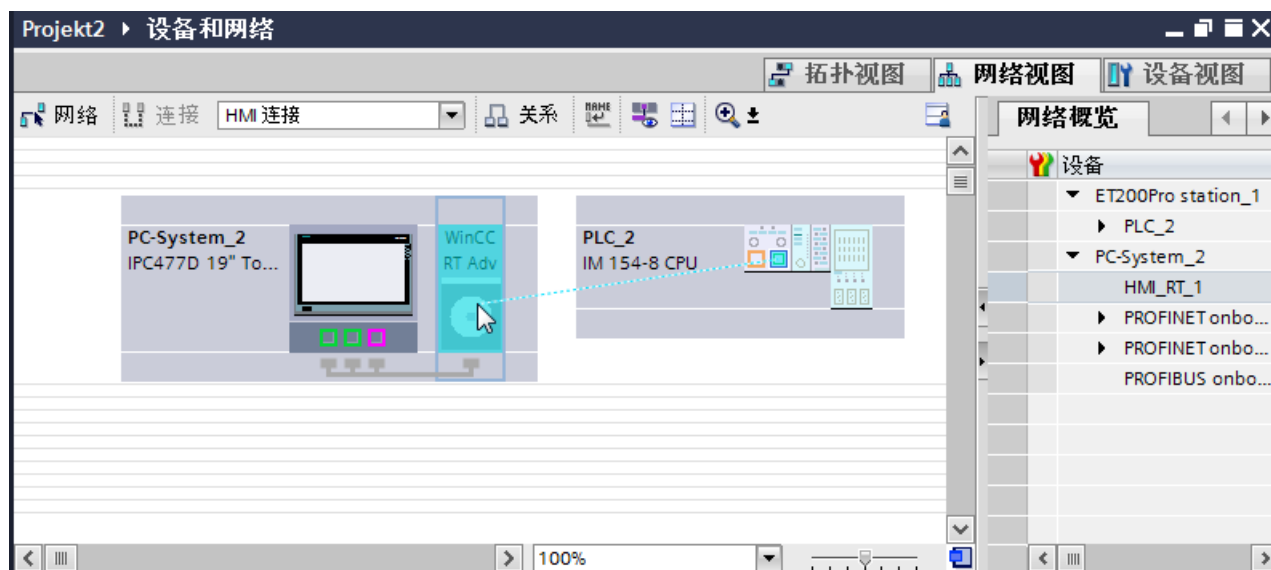 Projekt2 ▸ 设备和网络
拓扑视图 网络视图 设备视图
网络 连接 HMI 连接 关系 NAME
网络概览
设备
ET200Pro station_1
PLC_2
PC-System_2
HMI_RT_1
PROFINET onbo...
PROFINET onbo...
PROFIBUS onbo...
PC-System_2
IPC477D 19" To...
WinCC
RT Adv
PLC_2
IM 154-8 CPU
100%